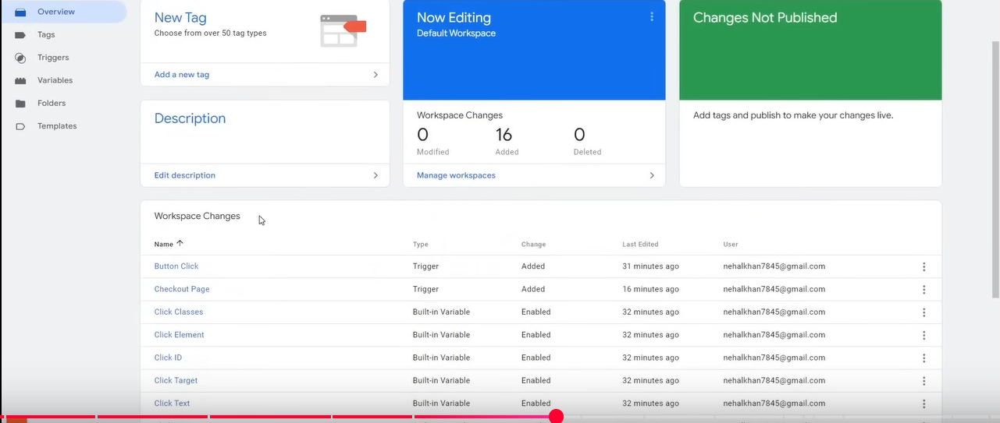 Overview
Tags
Triggers
Variables
Folders
Templates
New Tag
Choose from over 50 tag types
Add a new tag
Description
Edit description
Now Editing
Default Workspace
Workspace Changes
0 16 0
Modified Added Deleted
Manage workspaces
Changes Not Published
Add tags and publish to make your changes live.
Workspace Changes
Name Type Change Last Edited User
Button Click Trigger Added 31 minutes ago nehalkhan7845@gmail.com
Checkout Page Trigger Added 16 minutes ago nehalkhan7845@gmail.com
Click Classes Built-in Variable Enabled 32 minutes ago nehalkhan7845@gmail.com
Click Element Built-in Variable Enabled 32 minutes ago nehalkhan7845@gmail.com
Click ID Built-in Variable Enabled 32 minutes ago nehalkhan7845@gmail.com
Click Target Built-in Variable Enabled 32 minutes ago nehalkhan7845@gmail.com
Click Text Built-in Variable Enabled 32 minutes ago nehalkhan7845@gmail.com